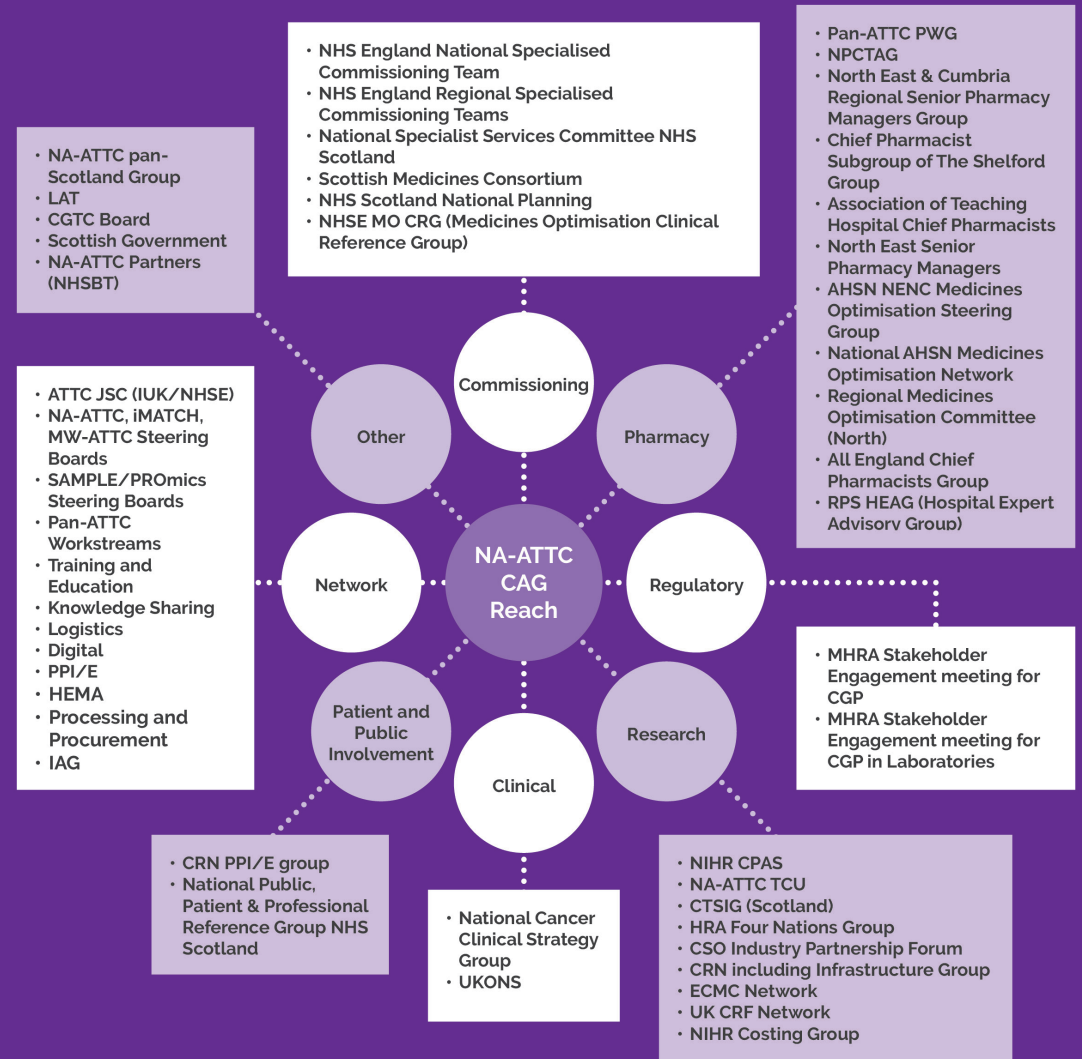 • NHS England National Specialised
Commissioning Team
• NHS England Regional Specialised
Commissioning Teams
• National Specialist Services Committee NHS
Scotland
• Scottish Medicines Consortium
• NHS Scotland National Planning
• NHSE MO CRG (Medicines Optimisation Clinical
Reference Group)
• Pan-ATTC PWG
• NPCTAG
• North East & Cumbria
Regional Senior Pharmacy
Managers Group
• Chief Pharmacist
Subgroup of The Shelford
Group
• Association of Teaching
Hospital Chief Pharmacists
• North East Senior
Pharmacy Managers
• AHSN NENC Medicines
Optimisation Steering
Group
• National AHSN Medicines
Optimisation Network
• Regional Medicines
Optimisation Committee
(North)
• All England Chief
Pharmacists Group
• RPS HEAG (Hospital Expert
Advisory Group)
• NA-ATTC pan-
Scotland Group
• LAT
• CGTC Board
• Scottish Government
• NA-ATTC Partners
(NHSBT)
Commissioning
Other
Pharmacy
• ATTC JSC (IUK/NHSE)
• NA-ATTC, iMATCH,
MW-ATTC Steering
Boards
• SAMPLE/PROmics
Steering Boards
• Pan-ATTC
Workstreams
• Training and
Education
• Knowledge Sharing
• Logistics
• Digital
• PPI/E
• HEMA
• Processing and
Procurement
• IAG
Network
NA-ATTC
CAG
Reach
Regulatory
• MHRA Stakeholder
Engagement meeting for
CGP
• MHRA Stakeholder
Engagement meeting for
CGP in Laboratories
Patient and
Public
Involvement
Clinical
Research
• CRN PPI/E group
• National Public,
Patient & Professional
Reference Group NHS
Scotland
• National Cancer
Clinical Strategy
Group
• UKONS
• NIHR CPAS
• NA-ATTC TCU
• CTSIG (Scotland)
• HRA Four Nations Group
• CSO Industry Partnership Forum
• CRN including Infrastructure Group
• ECMC Network
• UK CRF Network
• NIHR Costing Group